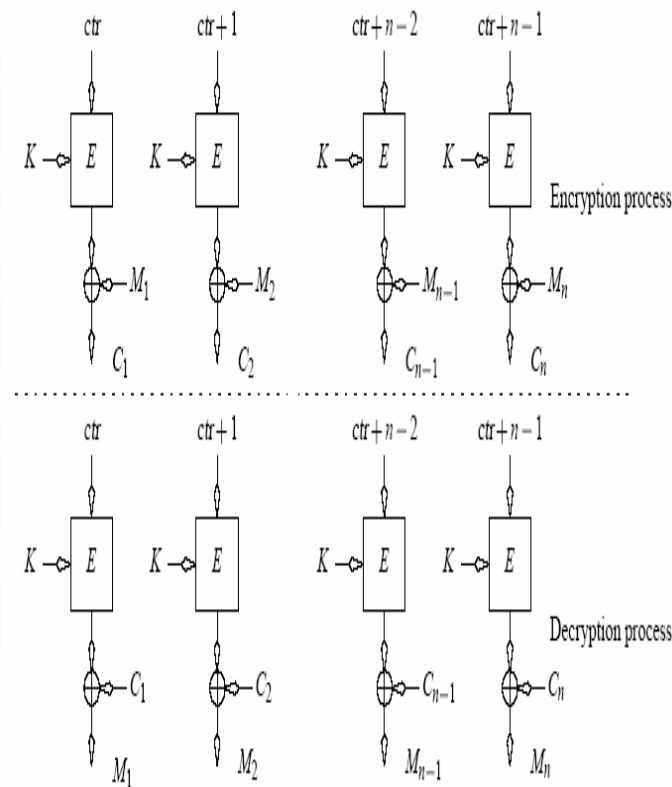 ctr ctr+1 ctr+n−2 ctr+n−1
K E K E K E K E
Encryption process
M₁ M₂ Mₙ₋₁ Mₙ
C₁ C₂ Cₙ₋₁ Cₙ
ctr ctr+1 ctr+n−2 ctr+n−1
K E K E K E K E
Decryption process
C₁ C₂ Cₙ₋₁ Cₙ
M₁ M₂ Mₙ₋₁ Mₙ